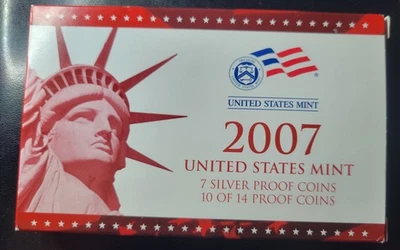 UNITED STATES MINT
2007
UNITED STATES MINT
7 SILVER PROOF COINS
10 OF 14 PROOF COINS